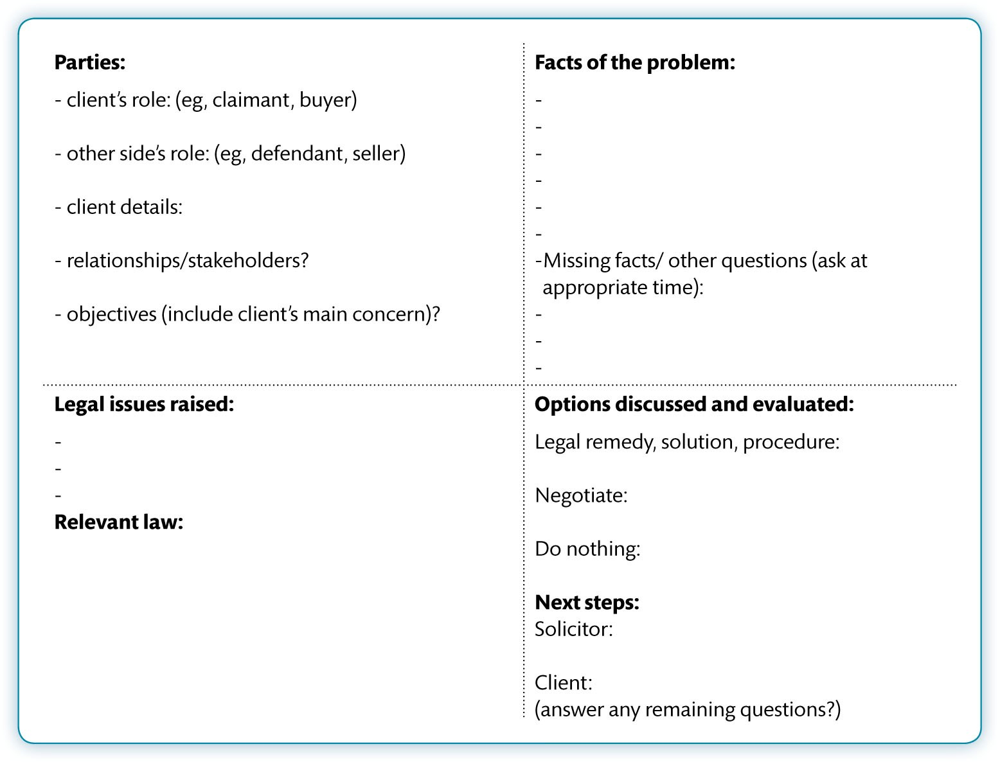 Parties:
- client’s role: (eg, claimant, buyer)
- other side’s role: (eg, defendant, seller)
- client details:
- relationships/stakeholders?
- objectives (include client’s main concern)?
Facts of the problem:
-
-
-
-
-
-
-Missing facts/ other questions (ask at
appropriate time):
-
-
-
Legal issues raised:
-
-
-
Relevant law:
Options discussed and evaluated:
Legal remedy, solution, procedure:
Negotiate:
Do nothing:
Next steps:
Solicitor:
Client:
(answer any remaining questions?)